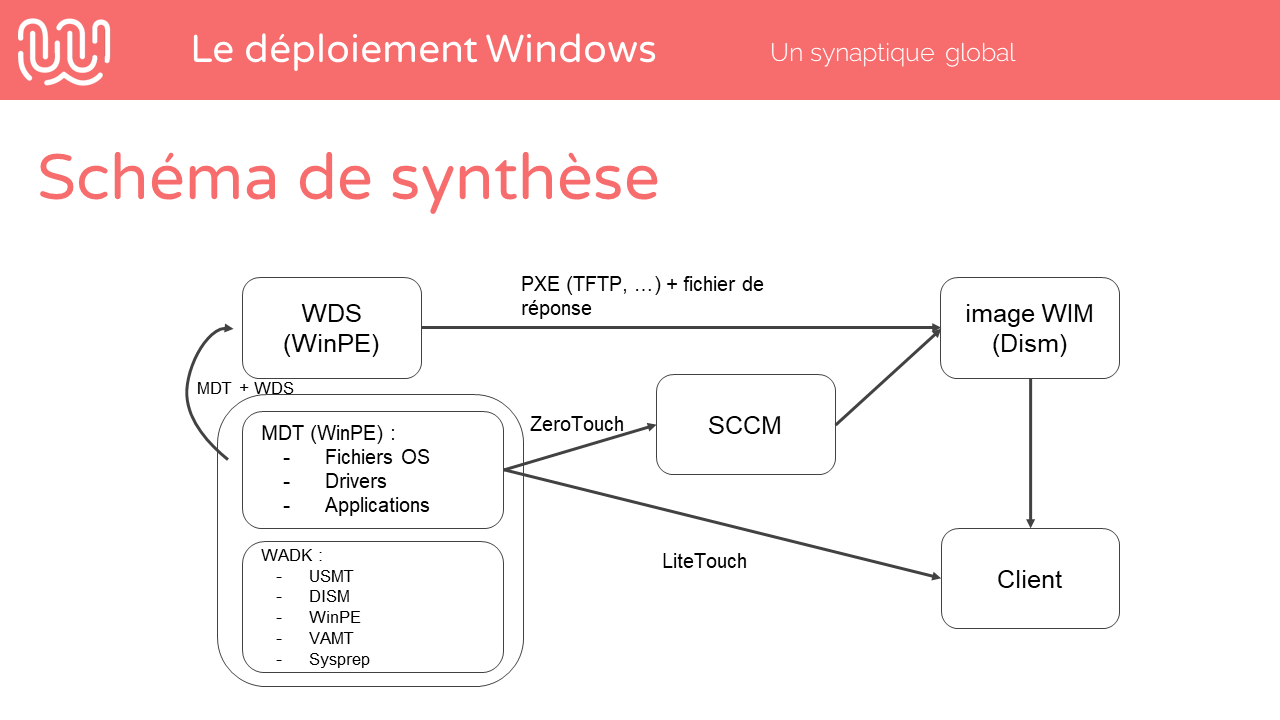 Le déploiement Windows
Un synaptique global
Schéma de synthèse
WDS
(WinPE)
PXE (TFTP, …) + fichier de
réponse
image WIM
(Dism)
MDT + WDS
MDT (WinPE) :
- Fichiers OS
- Drivers
- Applications
ZeroTouch
SCCM
LiteTouch
WADK :
- USMT
- DISM
- WinPE
- VAMT
- Sysprep
Client